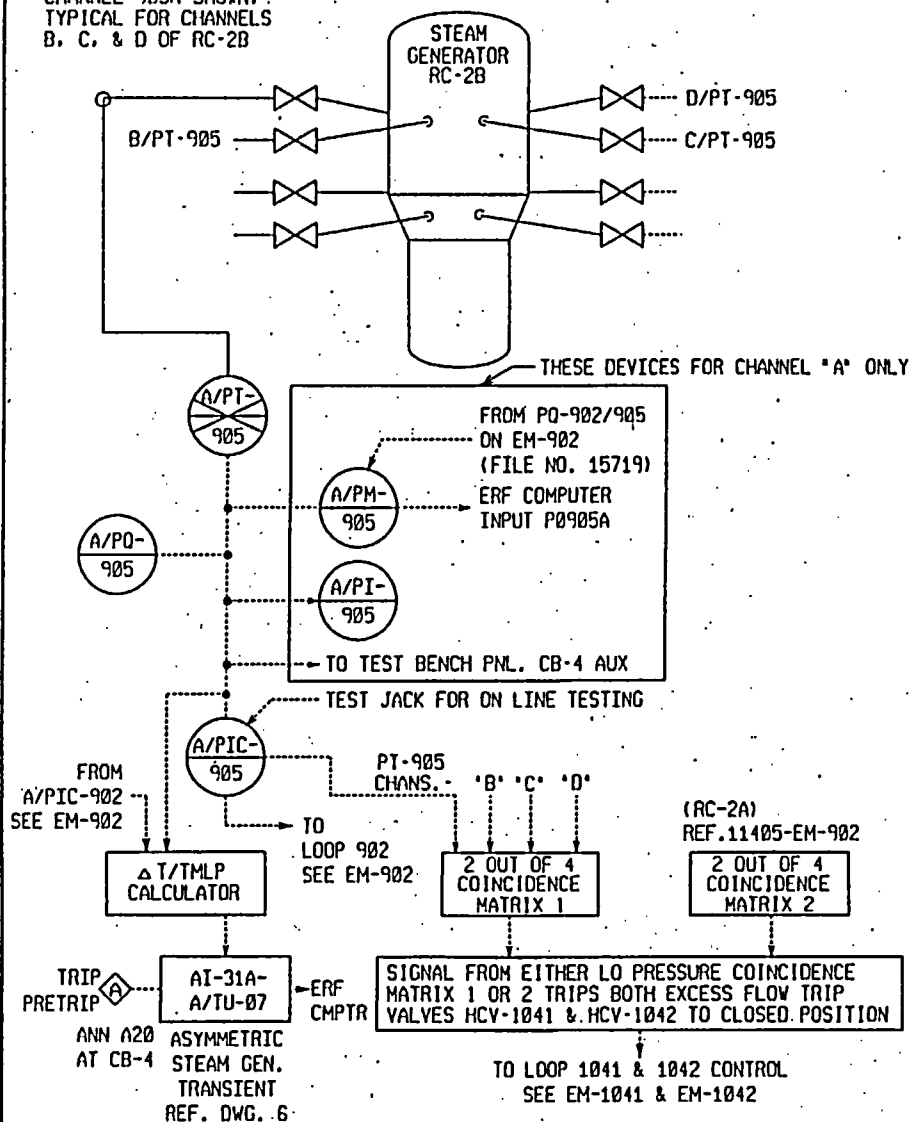 TYPICAL FOR CHANNELS
B, C, & D OF RC-2B
STEAM
GENERATOR
RC-2B
D/PT-905
B/PT-905
C/PT-905
THESE DEVICES FOR CHANNEL "A" ONLY
A/PT-
905
FROM PQ-902/905
ON EM-902
(FILE NO. 15719)
A/PM-
905
ERF COMPUTER
INPUT P0905A
A/PQ-
905
A/PI-
905
TO TEST BENCH PNL. CB-4 AUX
TEST JACK FOR ON LINE TESTING
A/PIC-
905
PT-905
CHANS.- "B" "C" "D"
FROM
A/PIC-902
SEE EM-902
TO
LOOP 902
SEE EM-902
(RC-2A)
REF.11405-EM-902
Δ T/TMLP
CALCULATOR
2 OUT OF 4
COINCIDENCE
MATRIX 1
2 OUT OF 4
COINCIDENCE
MATRIX 2
TRIP
PRETRIP
A
AI-31A-
A/TU-07
ERF
CMPTR
SIGNAL FROM EITHER LO PRESSURE COINCIDENCE
MATRIX 1 OR 2 TRIPS BOTH EXCESS FLOW TRIP
VALVES HCV-1041 & HCV-1042 TO CLOSED POSITION
ANN A20
AT CB-4
ASYMMETRIC
STEAM GEN.
TRANSIENT
REF. DWG. 6
TO LOOP 1041 & 1042 CONTROL
SEE EM-1041 & EM-1042